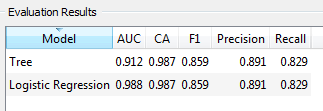 Evaluation Results
Model AUC CA F1 Precision Recall
Tree 0.912 0.987 0.859 0.891 0.829
Logistic Regression 0.988 0.987 0.859 0.891 0.829